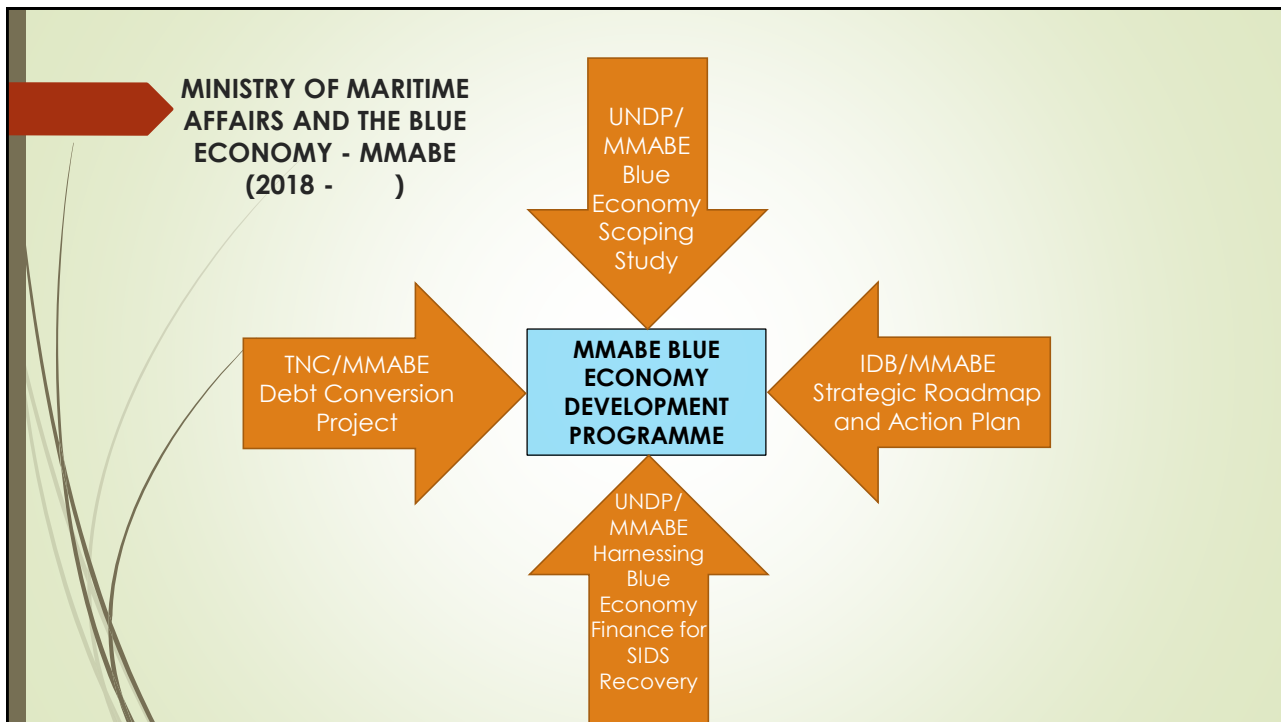 MINISTRY OF MARITIME
AFFAIRS AND THE BLUE
ECONOMY - MMABE
(2018 -        )
UNDP/
MMABE
Blue
Economy
Scoping
Study
TNC/MMABE
Debt Conversion
Project
MMABE BLUE
ECONOMY
DEVELOPMENT
PROGRAMME
IDB/MMABE
Strategic Roadmap
and Action Plan
UNDP/
MMABE
Harnessing
Blue
Economy
Finance for
SIDS
Recovery